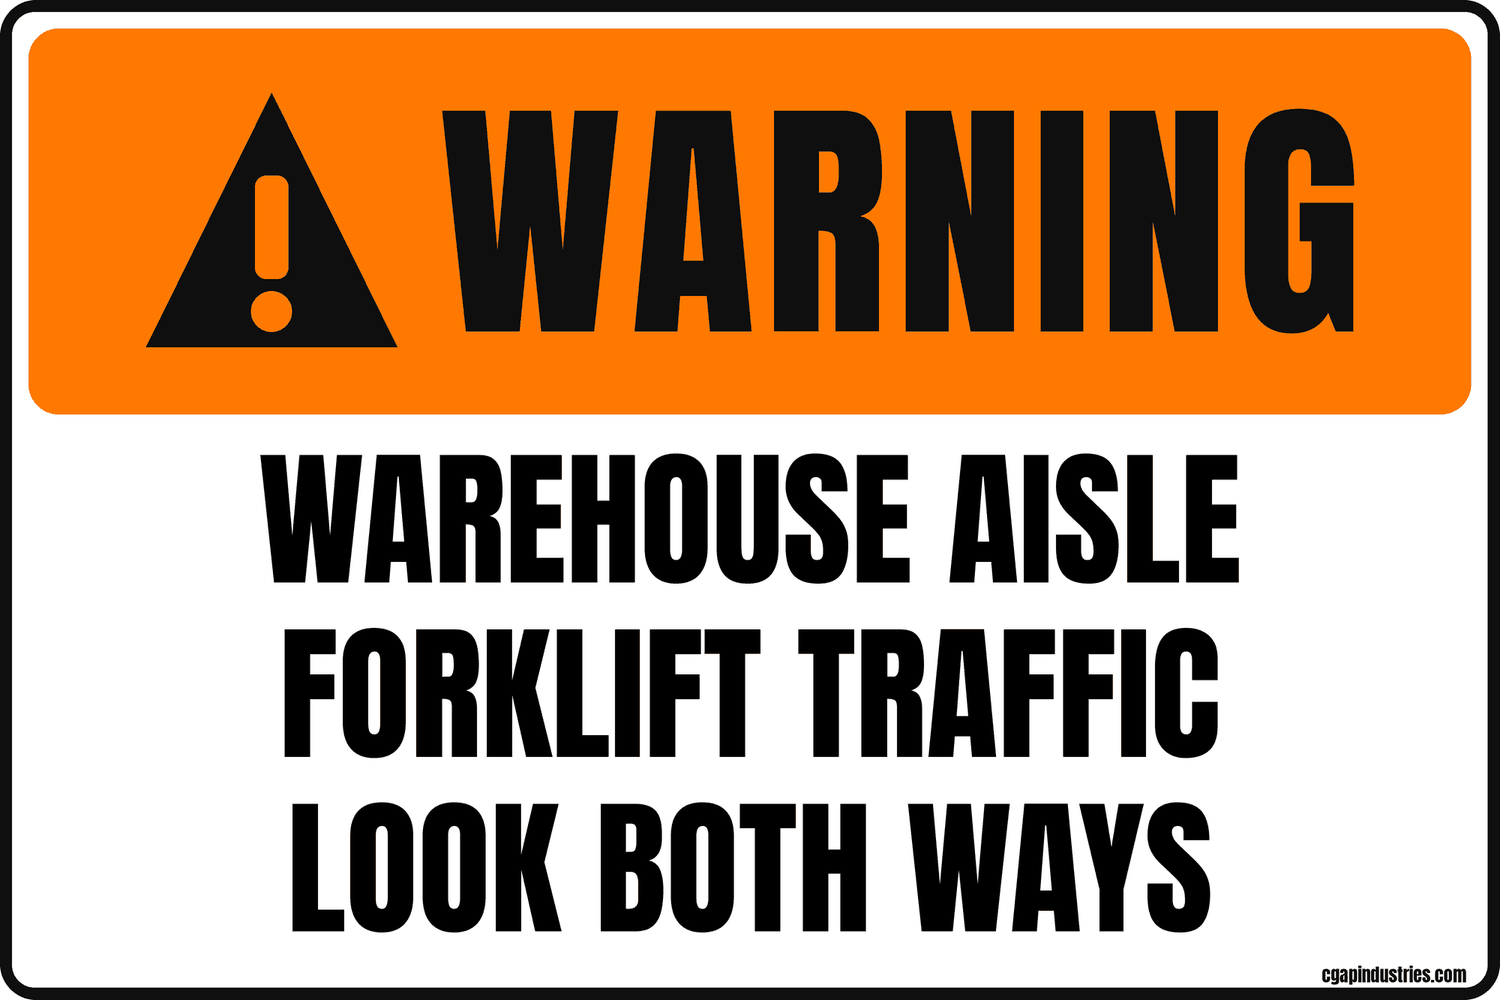 WARNING
WAREHOUSE AISLE
FORKLIFT TRAFFIC
LOOK BOTH WAYS
cgapindustries.com